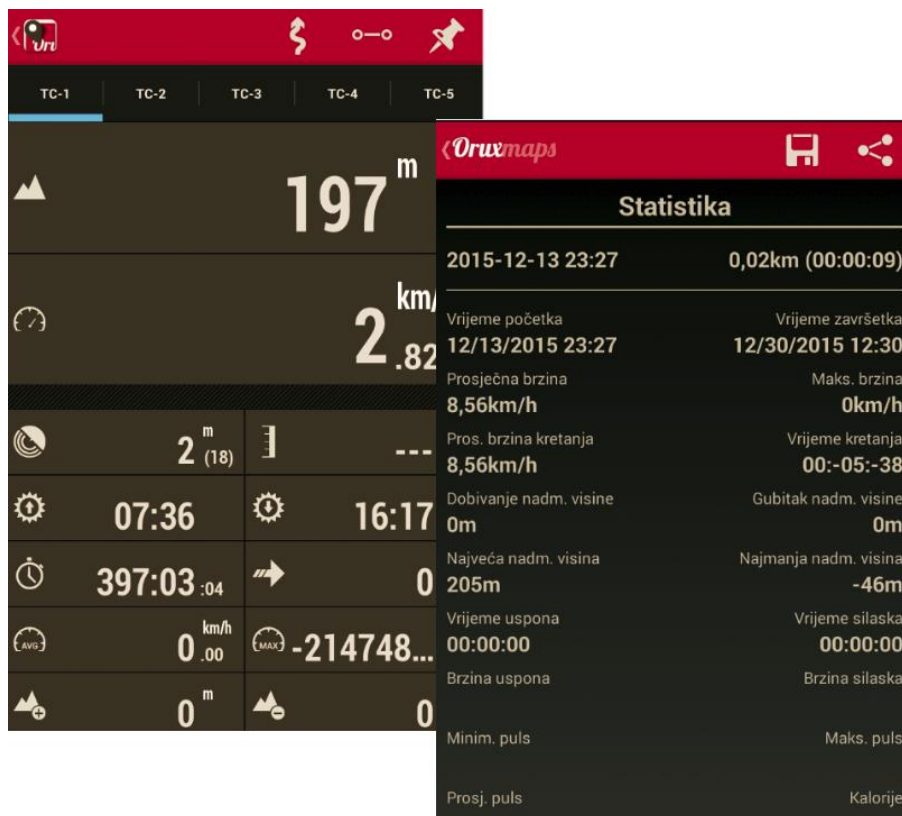 TC-1 TC-2 TC-3 TC-4 TC-5
197 m
2.82 km/
2 m (18) ---
07:36 16:17
397:03 :04 0
AVG 0.00 km/h MAX -214748...
0 m 0
Oruxmaps
Statistika
2015-12-13 23:27 0,02km (00:00:09)
Vrijeme početka Vrijeme završetka
12/13/2015 23:27 12/30/2015 12:30
Prosječna brzina Maks. brzina
8,56km/h 0km/h
Pros. brzina kretanja Vrijeme kretanja
8,56km/h 00:-05:-38
Dobivanje nadm. visine Gubitak nadm. visine
0m 0m
Najveća nadm. visina Najmanja nadm. visina
205m -46m
Vrijeme uspona Vrijeme silaska
00:00:00 00:00:00
Brzina uspona Brzina silaska
Minim. puls Maks. puls
Prosj. puls Kalorije